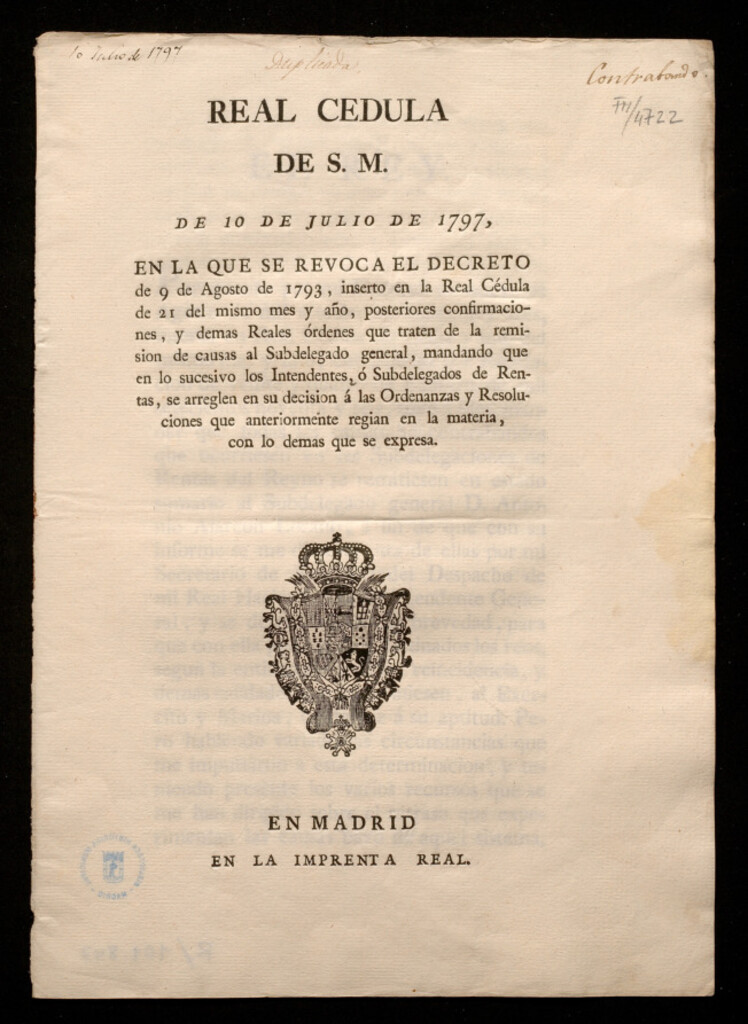 10 Julio de 1797
Duplicada
Contrabando.
FM/4722
REAL CEDULA
DE S. M.
DE 10 DE JULIO DE 1797,
EN LA QUE SE REVOCA EL DECRETO
de 9 de Agosto de 1793, inserto en la Real Cédula
de 21 del mismo mes y año, posteriores confirmacio-
nes, y demas Reales órdenes que traten de la remi-
sion de causas al Subdelegado general, mandando que
en lo sucesivo los Intendentes, ó Subdelegados de Ren-
tas, se arreglen en su decision á las Ordenanzas y Resolu-
ciones que anteriormente regian en la materia,
con lo demas que se expresa.
EN MADRID
EN LA IMPRENTA REAL.